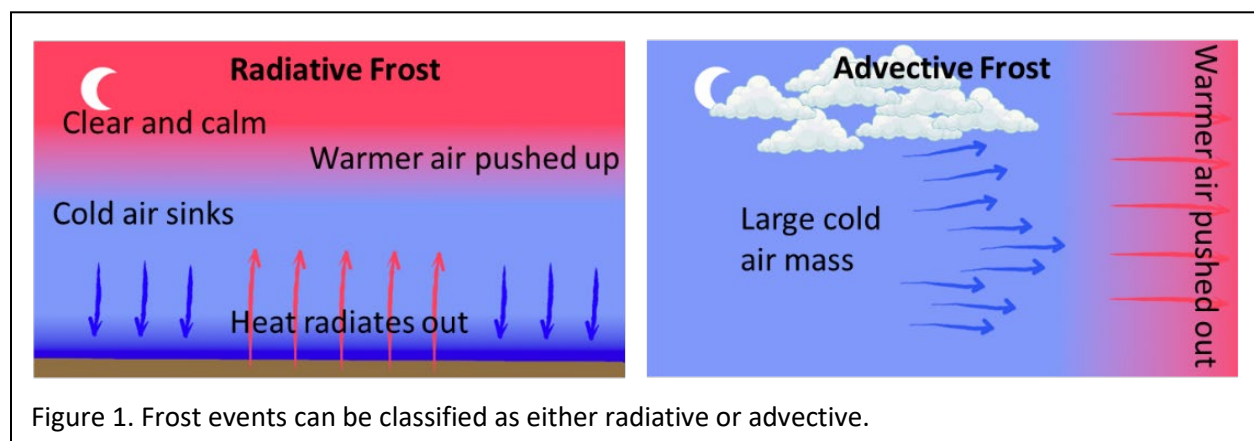 Radiative Frost
Clear and calm
Warmer air pushed up
Cold air sinks
Heat radiates out
Advective Frost
Large cold
air mass
Warmer air pushed out
Figure 1. Frost events can be classified as either radiative or advective.